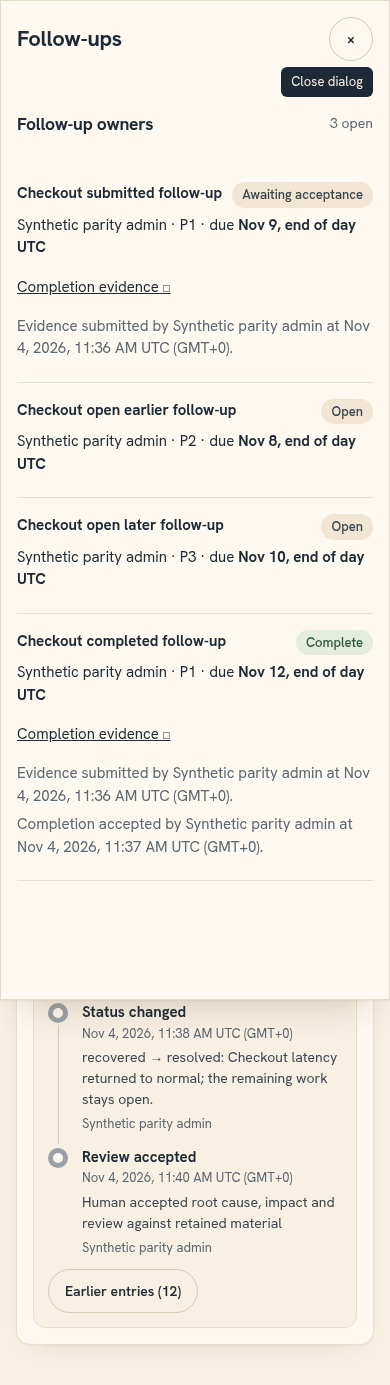 Follow-ups
×
Close dialog
Follow-up owners
3 open
Checkout submitted follow-up
Awaiting acceptance
Synthetic parity admin · P1 · due Nov 9, end of day
UTC
Completion evidence □
Evidence submitted by Synthetic parity admin at Nov
4, 2026, 11:36 AM UTC (GMT+0).
Checkout open earlier follow-up
Open
Synthetic parity admin · P2 · due Nov 8, end of day
UTC
Checkout open later follow-up
Open
Synthetic parity admin · P3 · due Nov 10, end of day
UTC
Checkout completed follow-up
Complete
Synthetic parity admin · P1 · due Nov 12, end of day
UTC
Completion evidence □
Evidence submitted by Synthetic parity admin at Nov
4, 2026, 11:36 AM UTC (GMT+0).
Completion accepted by Synthetic parity admin at
Nov 4, 2026, 11:37 AM UTC (GMT+0).
Status changed
Nov 4, 2026, 11:38 AM UTC (GMT+0)
recovered → resolved: Checkout latency
returned to normal; the remaining work
stays open.
Synthetic parity admin
Review accepted
Nov 4, 2026, 11:40 AM UTC (GMT+0)
Human accepted root cause, impact and
review against retained material
Synthetic parity admin
Earlier entries (12)